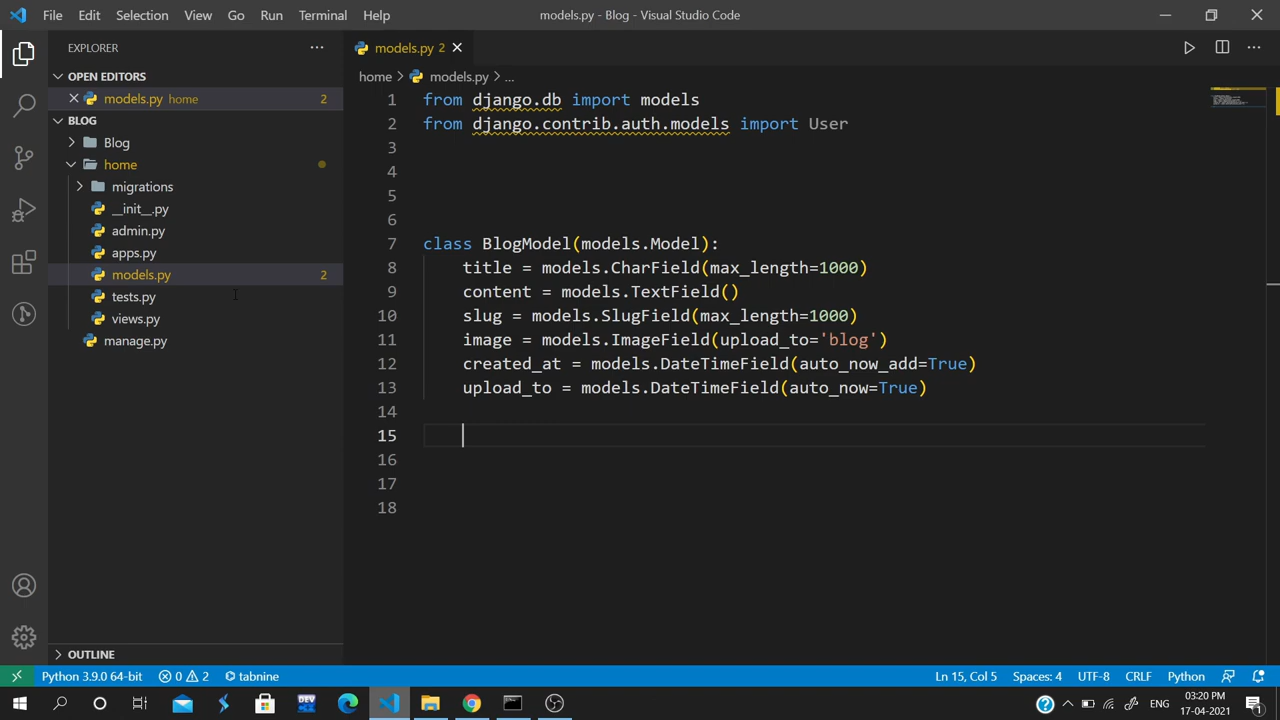 File Edit Selection View Go Run Terminal Help
models.py - Blog - Visual Studio Code
EXPLORER
OPEN EDITORS
models.py home 2
BLOG
Blog
home
migrations
__init__.py
admin.py
apps.py
models.py 2
tests.py
views.py
manage.py
OUTLINE
models.py 2
home > models.py > ...
1 from django.db import models
2 from django.contrib.auth.models import User
3
4
5
6
7 class BlogModel(models.Model):
8 title = models.CharField(max_length=1000)
9 content = models.TextField()
10 slug = models.SlugField(max_length=1000)
11 image = models.ImageField(upload_to='blog')
12 created_at = models.DateTimeField(auto_now_add=True)
13 upload_to = models.DateTimeField(auto_now=True)
14
15
16
17
18
Python 3.9.0 64-bit 0 2 tabnine Ln 15, Col 5 Spaces: 4 UTF-8 CRLF Python
DEV
ENG
03:20 PM
17-04-2021
1